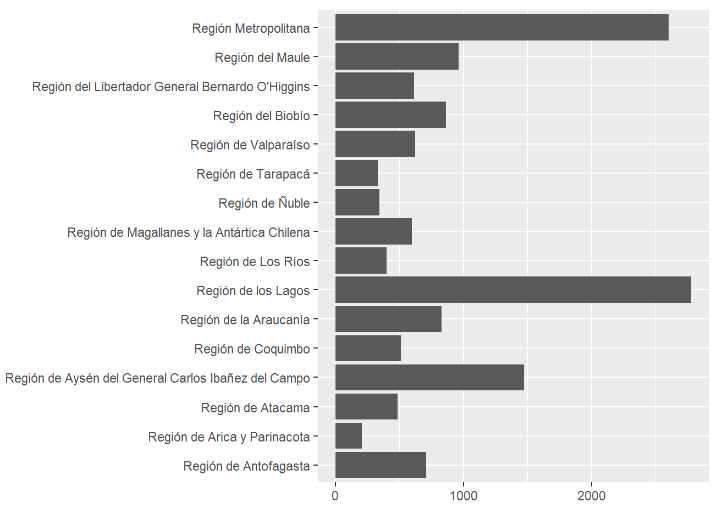 Región Metropolitana
Región del Maule
Región del Libertador General Bernardo O'Higgins
Región del Biobío
Región de Valparaíso
Región de Tarapacá
Región de Ñuble
Región de Magallanes y la Antártica Chilena
Región de Los Ríos
Región de los Lagos
Región de la Araucanía
Región de Coquimbo
Región de Aysén del General Carlos Ibañez del Campo
Región de Atacama
Región de Arica y Parinacota
Región de Antofagasta
0 1000 2000